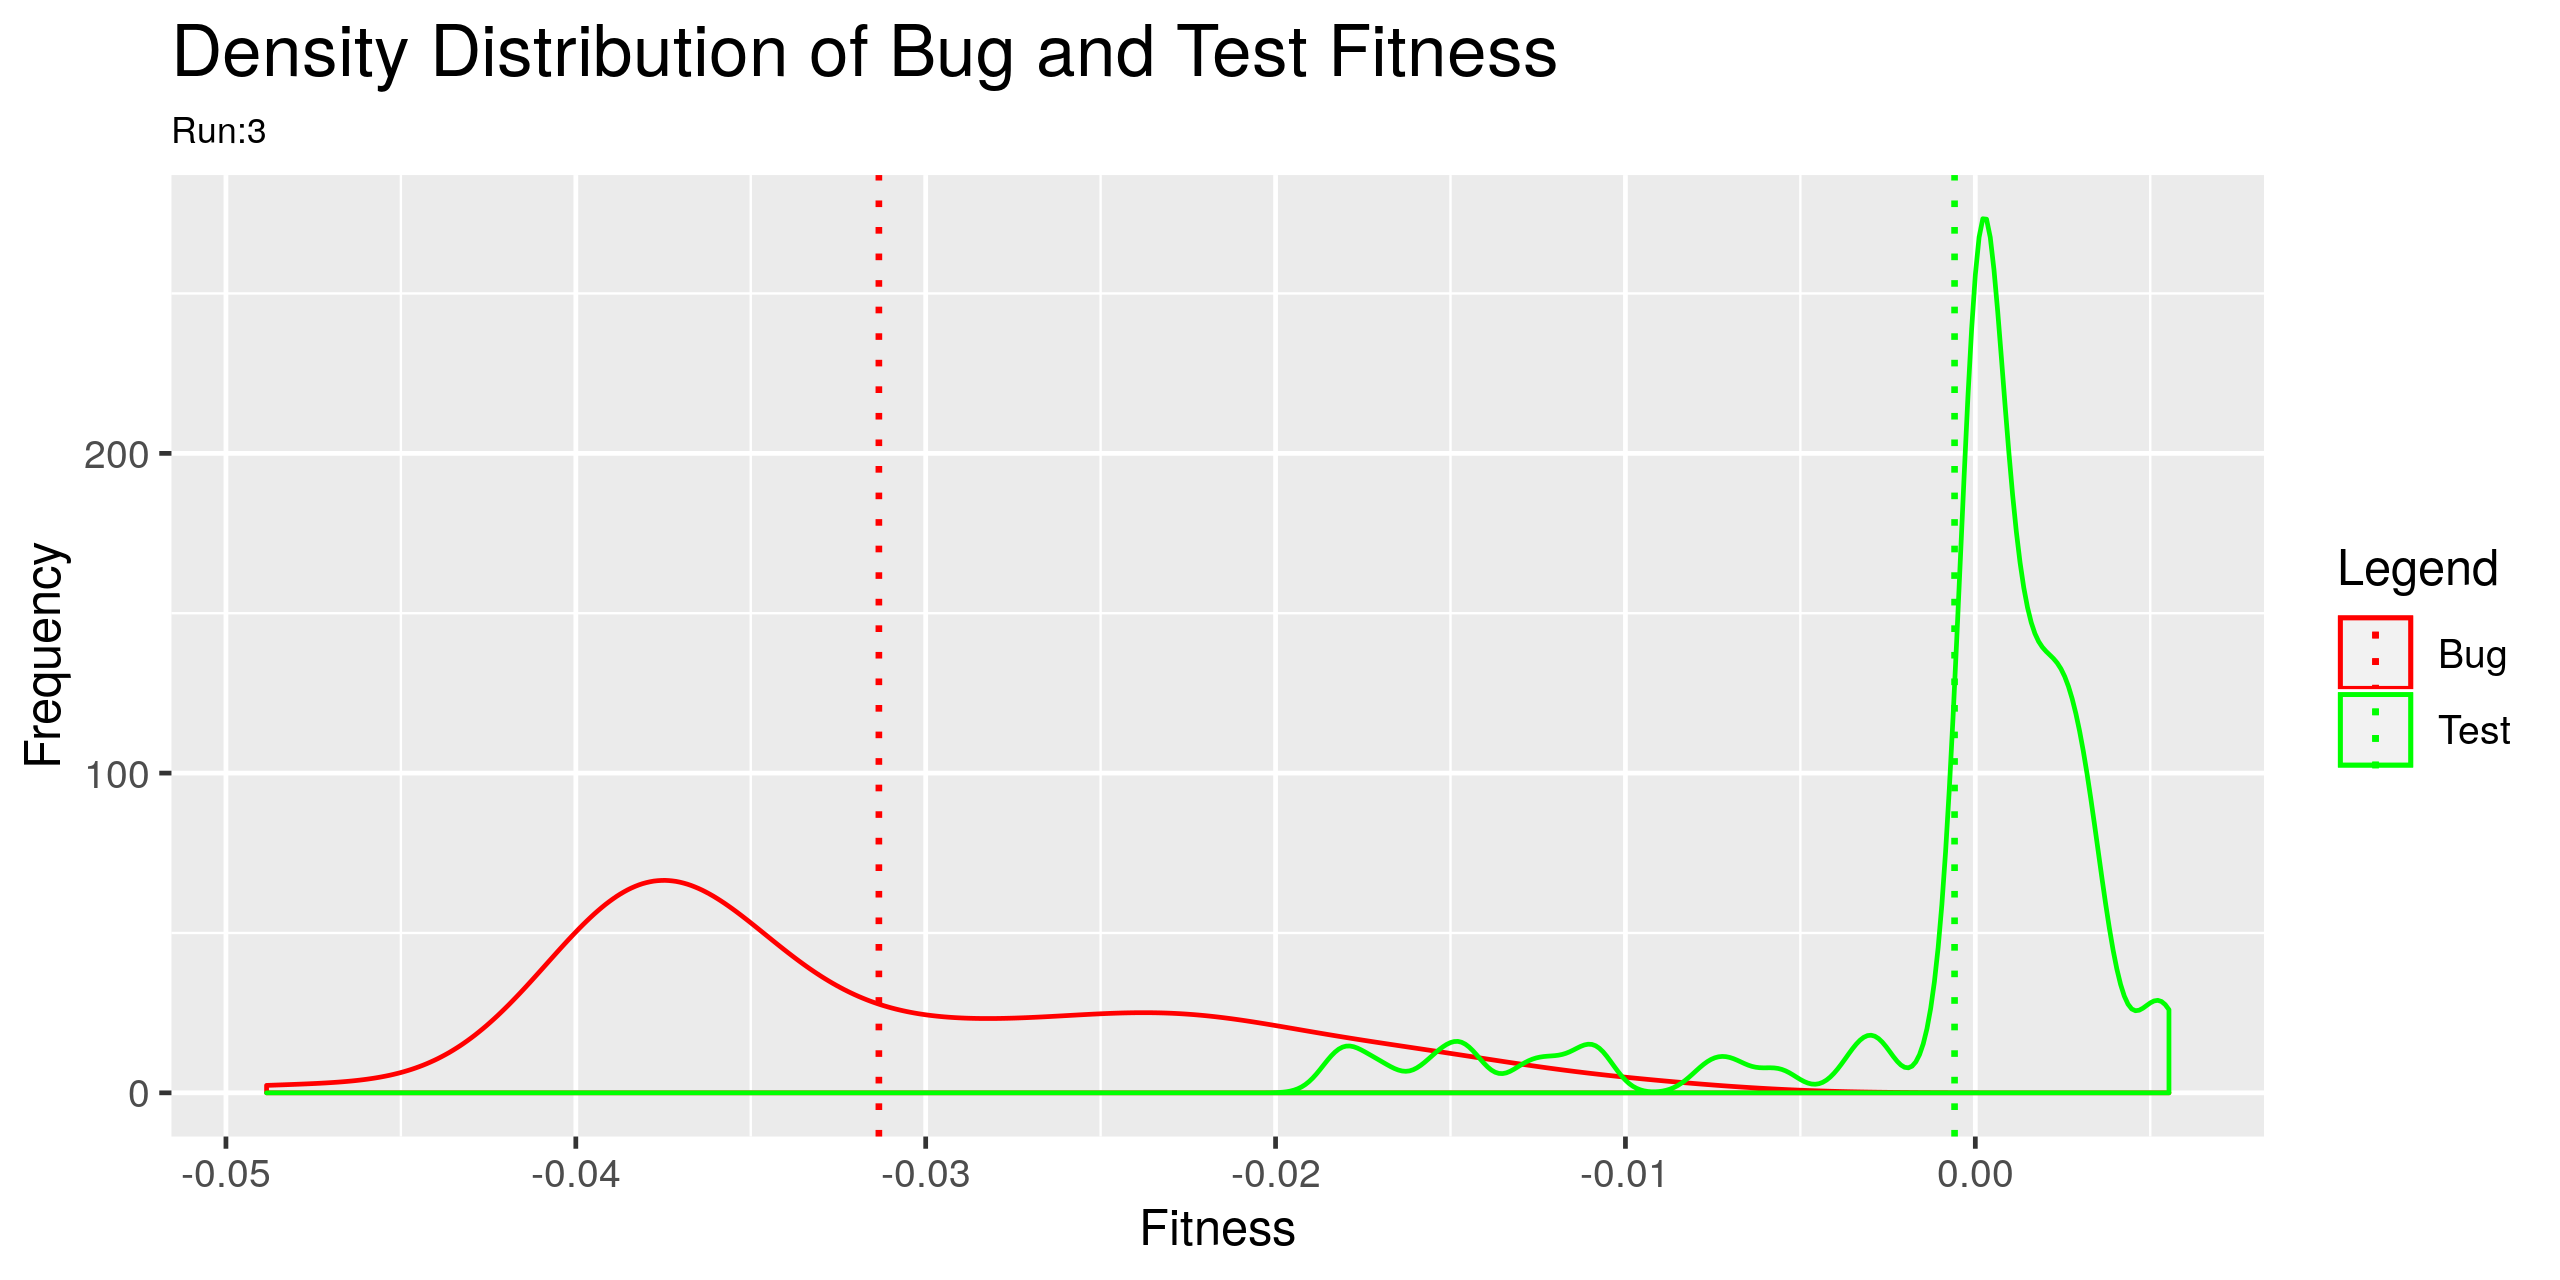 Density Distribution of Bug and Test Fitness
Run:3
Frequency
200
100
0
-0.05
-0.04
-0.03
-0.02
-0.01
0.00
Fitness
Legend
Bug
Test